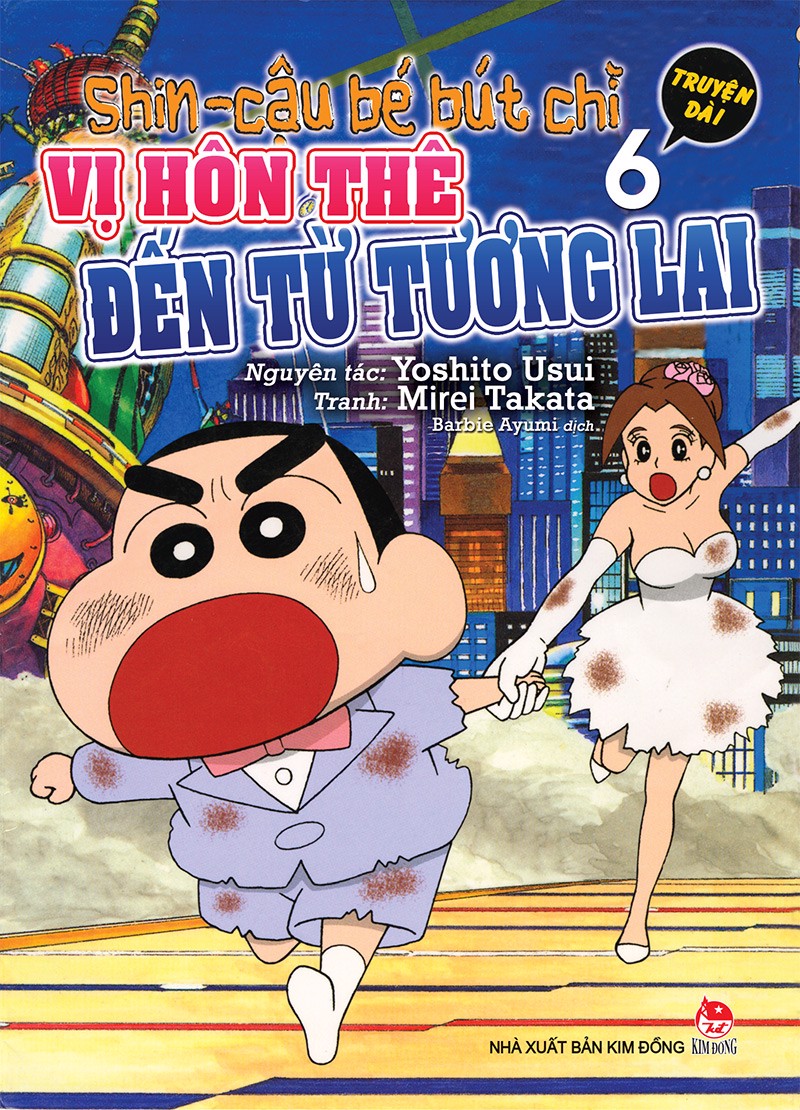 Shin-cậu bé bút chì
TRUYỆN DÀI
VỊ HÔN THÊ
6
ĐẾN TỪ TƯƠNG LAI
Nguyên tác: Yoshito Usui
Tranh: Mirei Takata
Barbie Ayumi dịch
NHÀ XUẤT BẢN KIM ĐỒNG
KIM ĐỒNG